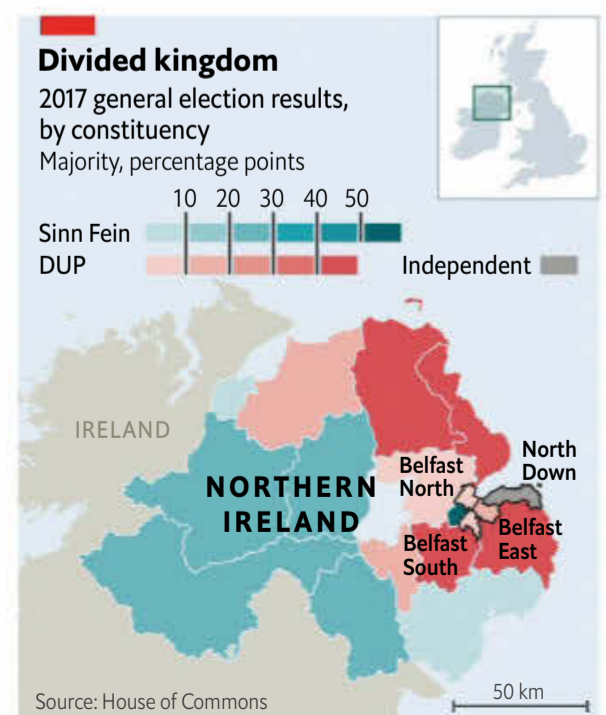 Divided kingdom
2017 general election results,
by constituency
Majority, percentage points
10 20 30 40 50
Sinn Fein
DUP
Independent
IRELAND
NORTHERN
IRELAND
Belfast
North
North
Down
Belfast
South
Belfast
East
Source: House of Commons
50 km